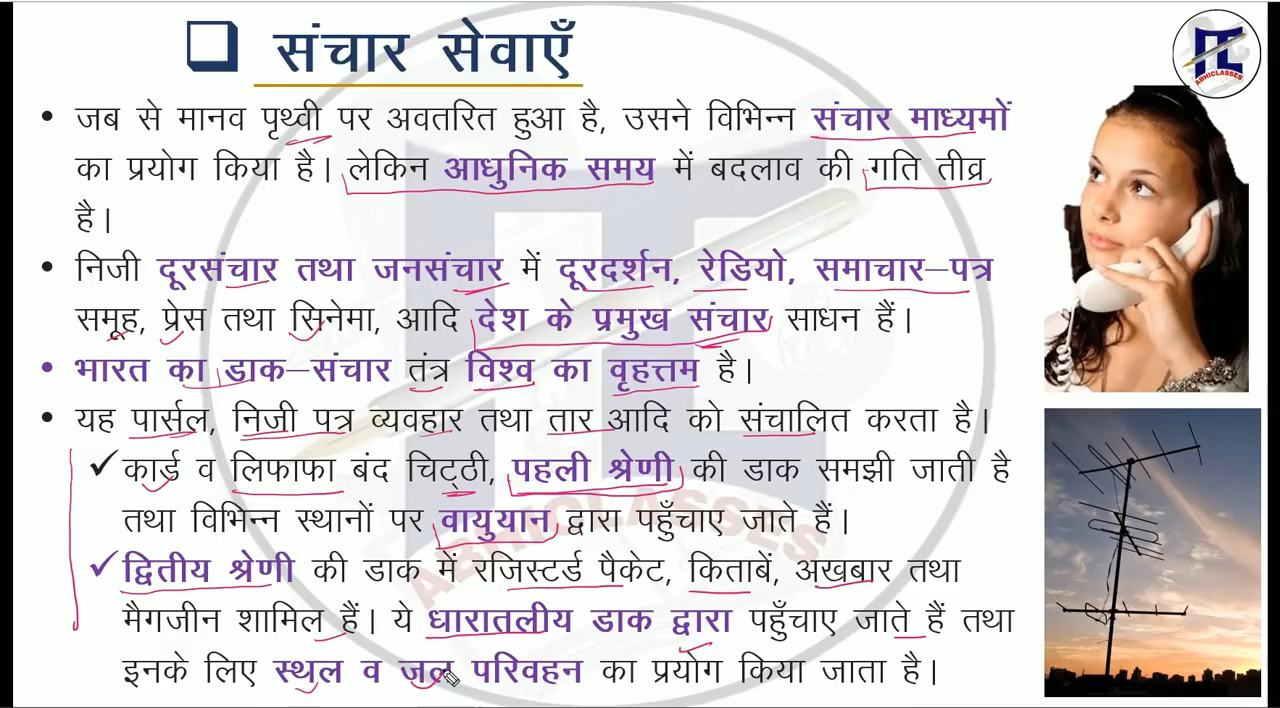 संचार सेवाएँ
ABHICLASSES
जब से मानव पृथ्वी पर अवतरित हुआ है, उसने विभिन्न संचार माध्यमों
का प्रयोग किया है। लेकिन आधुनिक समय में बदलाव की गति तीव्र
है।
निजी दूरसंचार तथा जनसंचार में दूरदर्शन, रेडियो, समाचार–पत्र
समूह, प्रेस तथा सिनेमा, आदि देश के प्रमुख संचार साधन हैं।
भारत का डाक–संचार तंत्र विश्व का वृहत्तम है।
यह पार्सल, निजी पत्र व्यवहार तथा तार आदि को संचालित करता है।
कार्ड व लिफाफा बंद चिट्ठी, पहली श्रेणी की डाक समझी जाती है
तथा विभिन्न स्थानों पर वायुयान द्वारा पहुँचाए जाते हैं।
द्वितीय श्रेणी की डाक में रजिस्टर्ड पैकेट, किताबें, अखबार तथा
मैगजीन शामिल हैं। ये धारातलीय डाक द्वारा पहुँचाए जाते हैं तथा
इनके लिए स्थल व जल परिवहन का प्रयोग किया जाता है।
ABHICLASSES